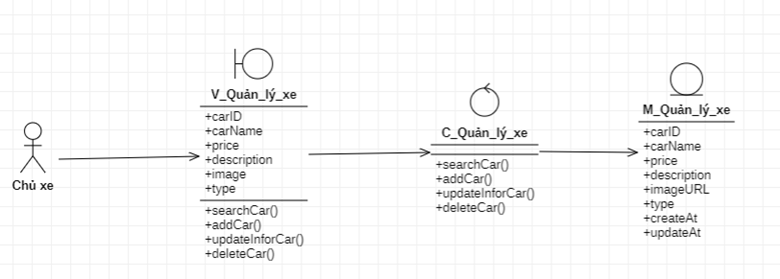 Chủ xe
V_Quản_lý_xe
+carID
+carName
+price
+description
+image
+type
+searchCar()
+addCar()
+updateInforCar()
+deleteCar()
C_Quản_lý_xe
+searchCar()
+addCar()
+updateInforCar()
+deleteCar()
M_Quản_lý_xe
+carID
+carName
+price
+description
+imageURL
+type
+createAt
+updateAt